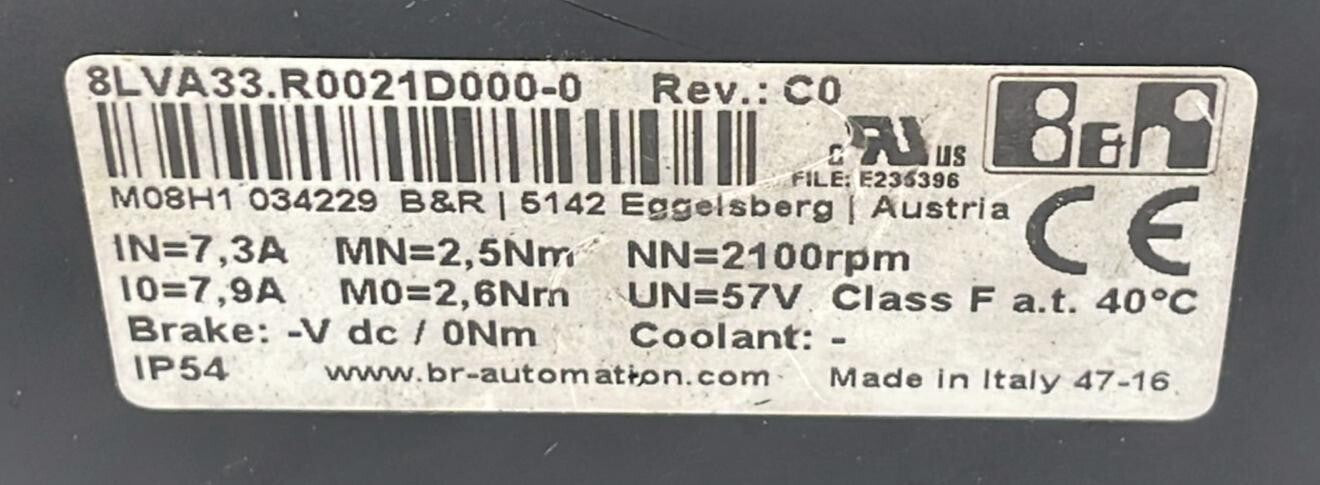 8LVA33.R0021D000-0 Rev.: C0
c RU us
B&R
FILE: E235396
M08H1 034229 B&R | 5142 Eggelsberg | Austria
CE
IN=7,3A MN=2,5Nm NN=2100rpm
I0=7,9A M0=2,6Nm UN=57V Class F a.t. 40°C
Brake: -V dc / 0Nm Coolant: -
IP54 www.br-automation.com Made in Italy 47-16